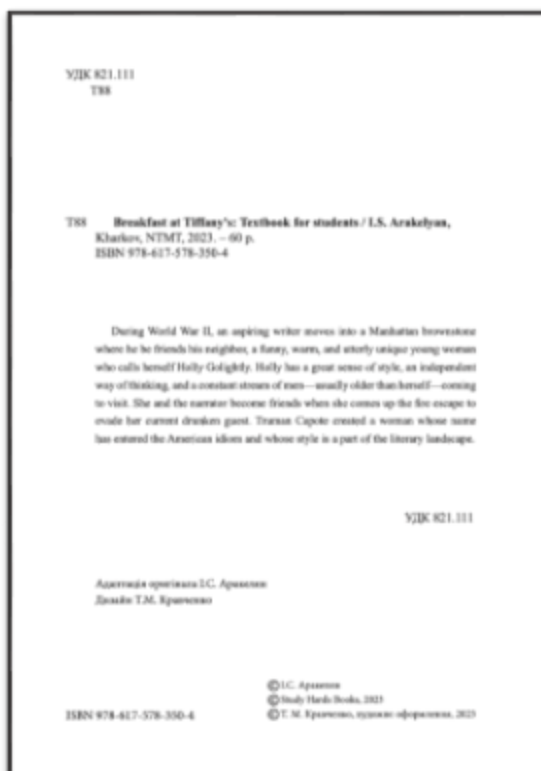 УДК 821.111
Т88
Т88 Breakfast at Tiffany's: Textbook for students / I.S. Arakelyan,
Kharkov, NTMT, 2023. – 60 p.
ISBN 978-617-578-350-4
During World War II, an aspiring writer moves into a Manhattan brownstone
where he be friends his neighbor, a funny, warm, and utterly unique young woman
who calls herself Holly Golightly. Holly has a great sense of style, an independent
way of thinking, and a constant stream of men—usually older than herself—coming
to visit. She and the narrator become friends when she comes up the fire escape to
evade her current drunken guest. Truman Capote created a woman whose name
has entered the American idiom and whose style is a part of the literary landscape.
УДК 821.111
Адаптація оригінала І.С. Аракелян
Дизайн Т.М. Кравченко
© І.С. Аракелян
© Study Hards Books, 2023
ISBN 978-617-578-350-4 © Т. М. Кравченко, художнє оформлення, 2023